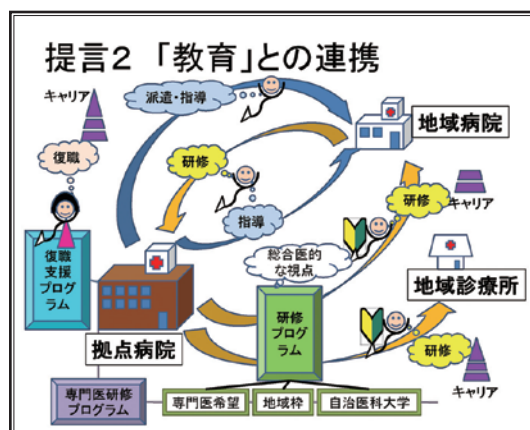 提言2 「教育」との連携
キャリア
派遣・指導
地域病院
復職
研修
研修
キャリア
指導
総合医的
な視点
復職
支援プ
ログラ
ム
研修
プログ
ラム
地域診療所
拠点病院
研修
キャリア
専門医研修
プログラム
専門医希望
地域枠
自治医科大学